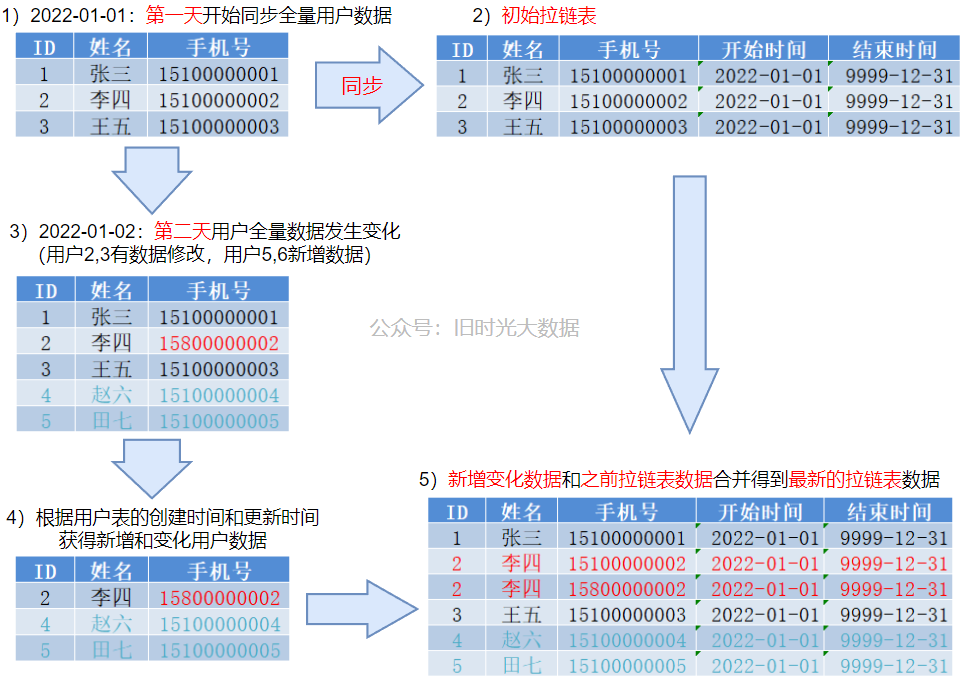 1）2022-01-01：第一天开始同步全量用户数据
ID 姓名 手机号
1 张三 15100000001
2 李四 15100000002
3 王五 15100000003
同步
2）初始拉链表
ID 姓名 手机号 开始时间 结束时间
1 张三 15100000001 2022-01-01 9999-12-31
2 李四 15100000002 2022-01-01 9999-12-31
3 王五 15100000003 2022-01-01 9999-12-31
3）2022-01-02：第二天用户全量数据发生变化
(用户2,3有数据修改，用户5,6新增数据)
ID 姓名 手机号
1 张三 15100000001
2 李四 15800000002
3 王五 15100000003
4 赵六 15100000004
5 田七 15100000005
公众号：旧时光大数据
4）根据用户表的创建时间和更新时间
获得新增和变化用户数据
ID 姓名 手机号
2 李四 15800000002
4 赵六 15100000004
5 田七 15100000005
5）新增变化数据和之前拉链表数据合并得到最新的拉链表数据
ID 姓名 手机号 开始时间 结束时间
1 张三 15100000001 2022-01-01 9999-12-31
2 李四 15100000002 2022-01-01 9999-12-31
2 李四 15800000002 2022-01-01 9999-12-31
3 王五 15100000003 2022-01-01 9999-12-31
4 赵六 15100000004 2022-01-01 9999-12-31
5 田七 15100000005 2022-01-01 9999-12-31